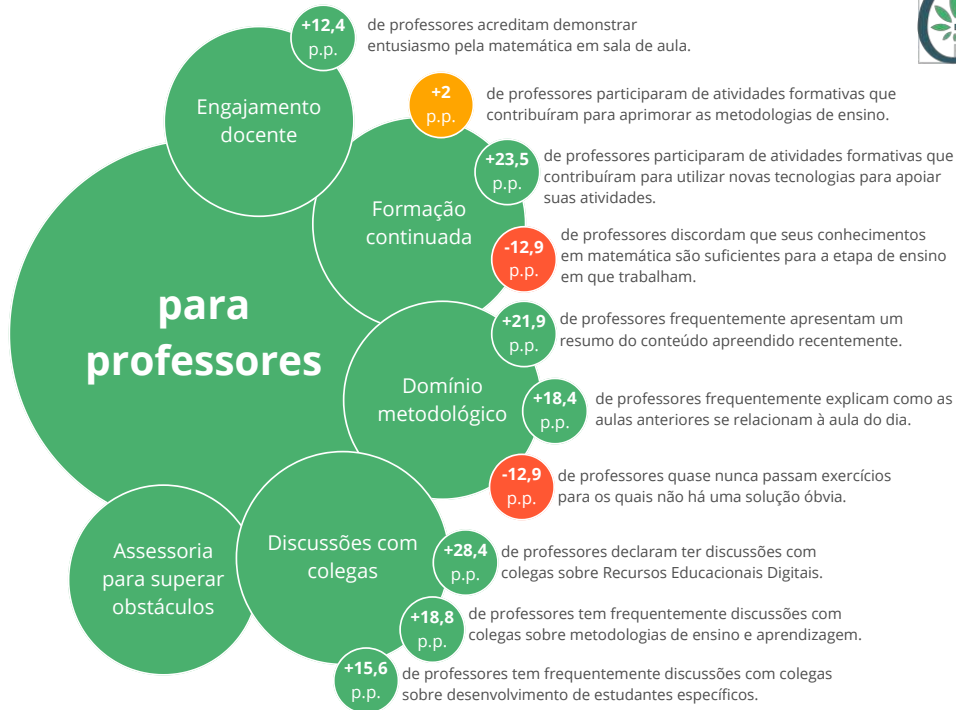 +12,4
p.p.
de professores acreditam demonstrar
entusiasmo pela matemática em sala de aula.
Engajamento
docente
+2
p.p.
de professores participaram de atividades formativas que
contribuíram para aprimorar as metodologias de ensino.
+23,5
p.p.
de professores participaram de atividades formativas que
contribuíram para utilizar novas tecnologias para apoiar
suas atividades.
Formação
continuada
-12,9
p.p.
de professores discordam que seus conhecimentos
em matemática são suficientes para a etapa de ensino
em que trabalham.
para
professores
+21,9
p.p.
de professores frequentemente apresentam um
resumo do conteúdo apreendido recentemente.
Domínio
metodológico
+18,4
p.p.
de professores frequentemente explicam como as
aulas anteriores se relacionam à aula do dia.
-12,9
p.p.
de professores quase nunca passam exercícios
para os quais não há uma solução óbvia.
Assessoria
para superar
obstáculos
Discussões com
colegas
+28,4
p.p.
de professores declaram ter discussões com
colegas sobre Recursos Educacionais Digitais.
+18,8
p.p.
de professores tem frequentemente discussões com
colegas sobre metodologias de ensino e aprendizagem.
+15,6
p.p.
de professores tem frequentemente discussões com colegas
sobre desenvolvimento de estudantes específicos.